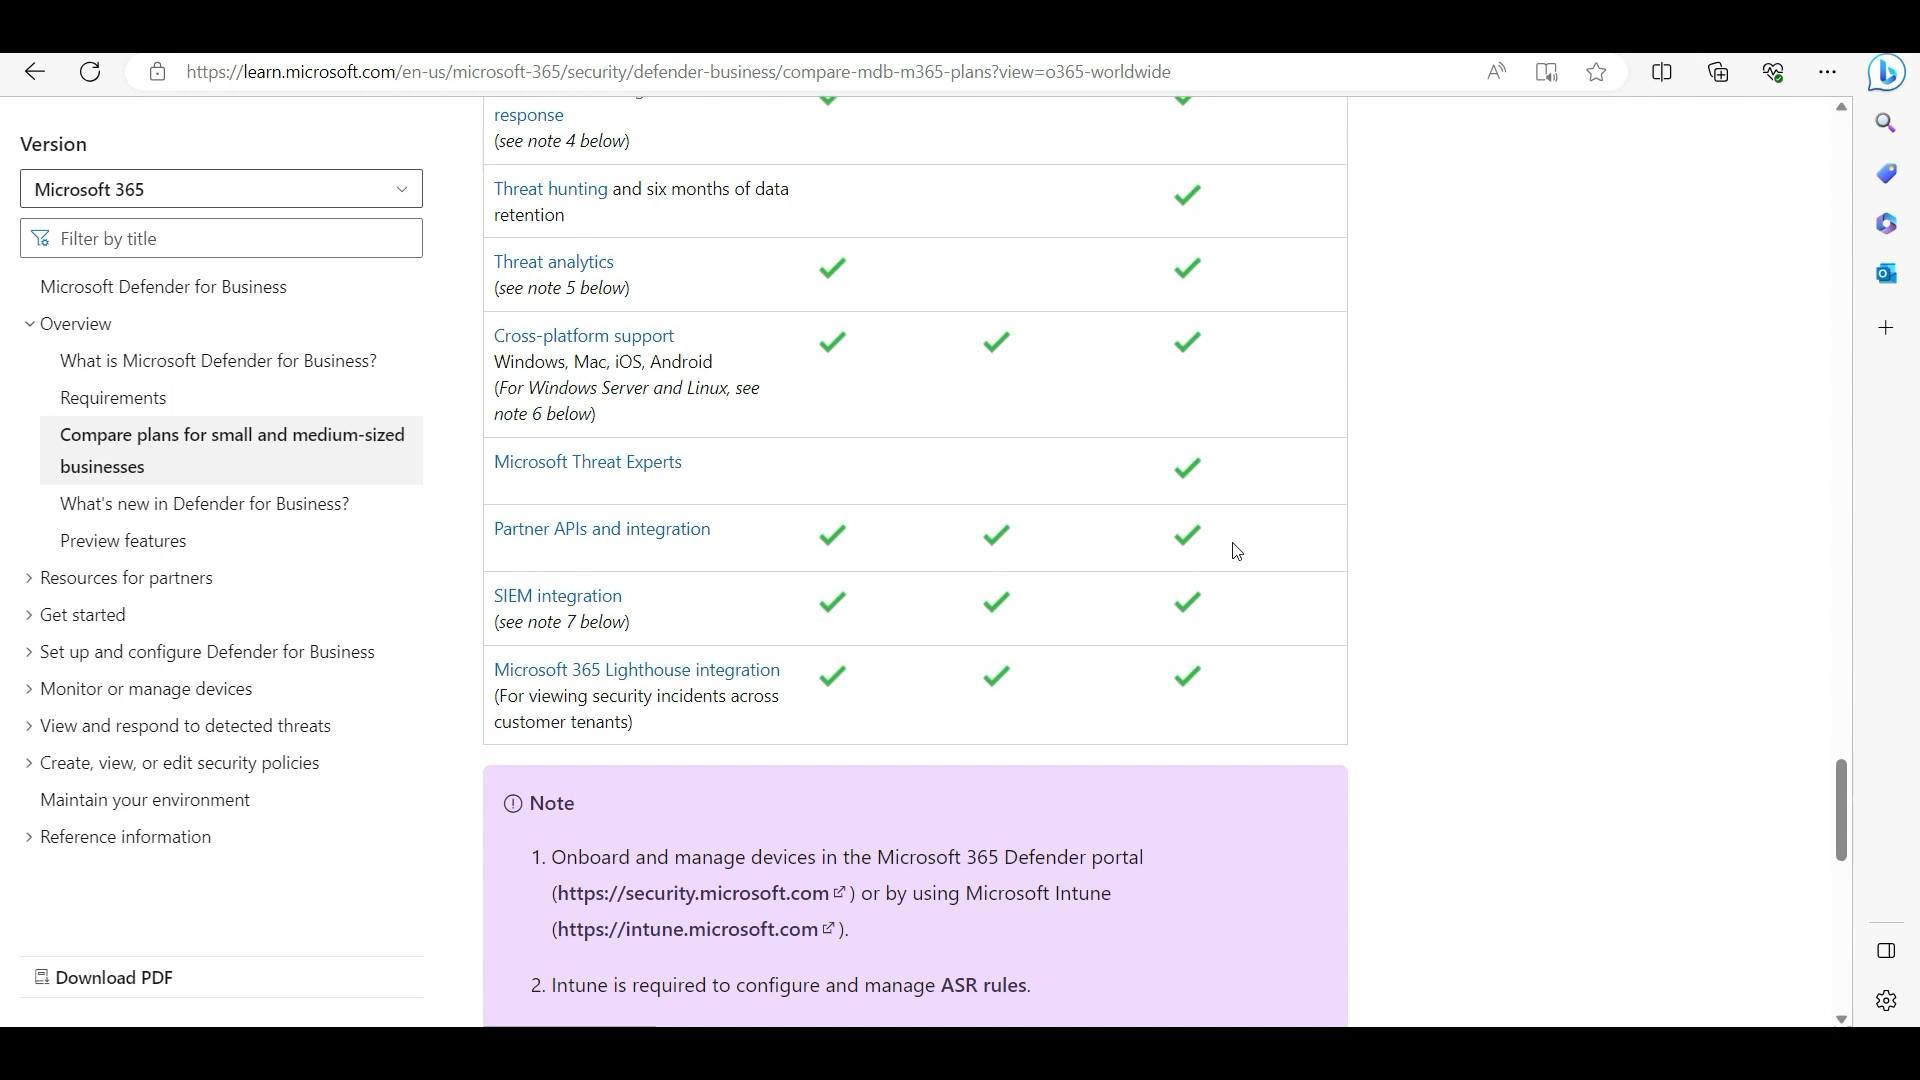 https://learn.microsoft.com/en-us/microsoft-365/security/defender-business/compare-mdb-m365-plans?view=o365-worldwide
Version
Microsoft 365
Filter by title
Microsoft Defender for Business
Overview
What is Microsoft Defender for Business?
Requirements
Compare plans for small and medium-sized
businesses
What's new in Defender for Business?
Preview features
Resources for partners
Get started
Set up and configure Defender for Business
Monitor or manage devices
View and respond to detected threats
Create, view, or edit security policies
Maintain your environment
Reference information
Download PDF
response
(see note 4 below)
Threat hunting and six months of data
retention
Threat analytics
(see note 5 below)
Cross-platform support
Windows, Mac, iOS, Android
(For Windows Server and Linux, see
note 6 below)
Microsoft Threat Experts
Partner APIs and integration
SIEM integration
(see note 7 below)
Microsoft 365 Lighthouse integration
(For viewing security incidents across
customer tenants)
Note
1. Onboard and manage devices in the Microsoft 365 Defender portal
(https://security.microsoft.com) or by using Microsoft Intune
(https://intune.microsoft.com).
2. Intune is required to configure and manage ASR rules.